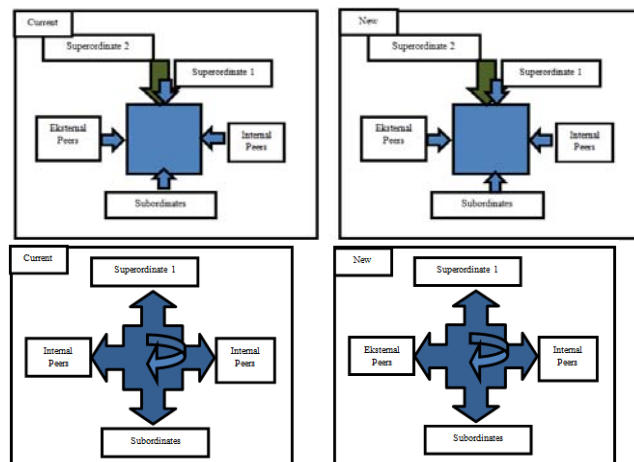 Current
Superordinate 2
Superordinate 1
Eksternal
Peers
Internal
Peers
Subordinates
New
Superordinate 2
Superordinate 1
Eksternal
Peers
Internal
Peers
Subordinates
Current
Superordinate 1
Internal
Peers
Internal
Peers
Subordinates
New
Superordinate 1
Eksternal
Peers
Internal
Peers
Subordinates